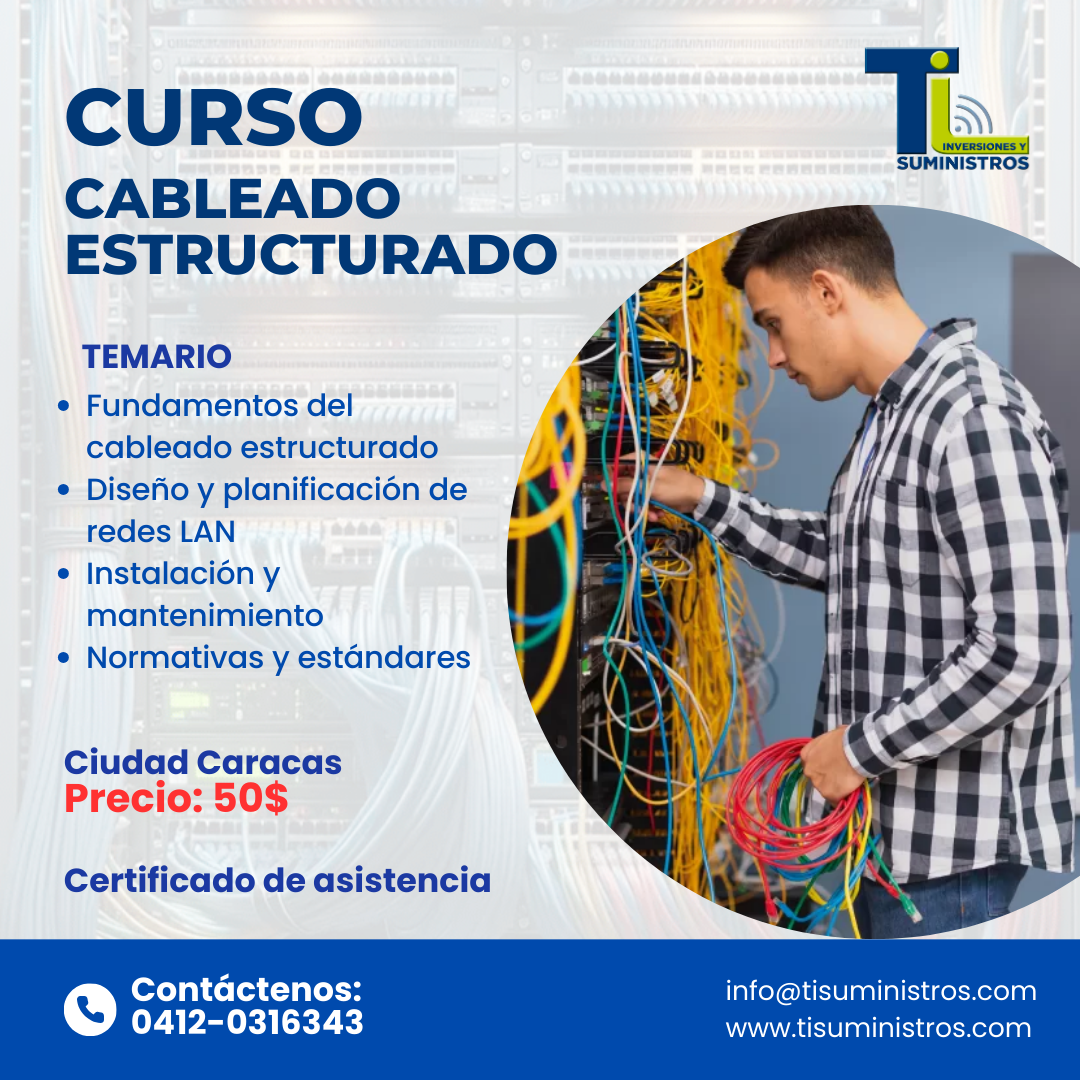 CURSO
CABLEADO
ESTRUCTURADO
TiL
INVERSIONES Y
SUMINISTROS
TEMARIO
• Fundamentos del
cableado estructurado
• Diseño y planificación de
redes LAN
• Instalación y
mantenimiento
• Normativas y estándares
Ciudad Caracas
Precio: 50$
Certificado de asistencia
Contáctenos:
0412-0316343
info@tisuministros.com
www.tisuministros.com